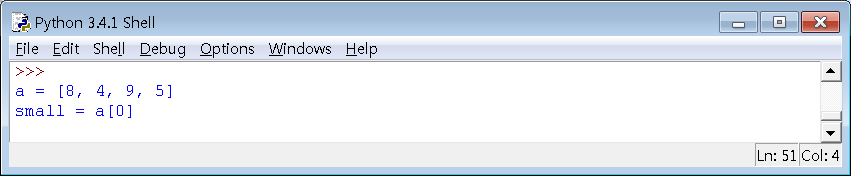 Python 3.4.1 Shell
File Edit Shell Debug Options Windows Help
>>>
a = [8, 4, 9, 5]
small = a[0]
Ln: 51 Col: 4